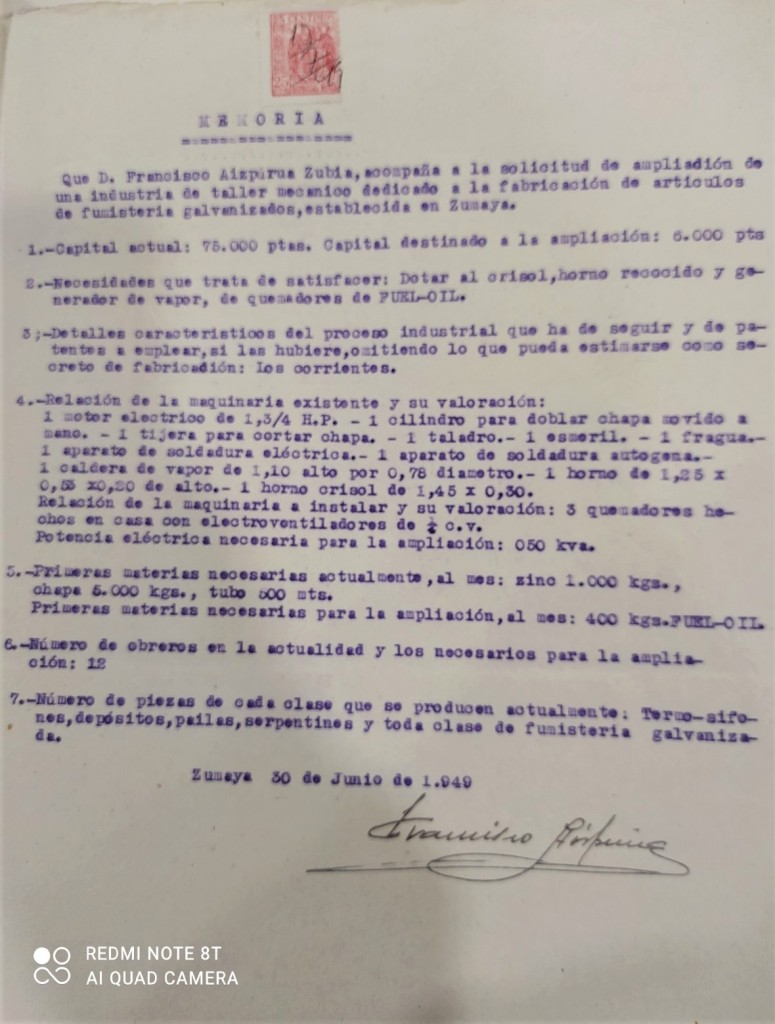 25 CENTIMOS
MEMORIA
Que D. Francisco Aizpúrua Zubia,acompaña a la solicitud de ampliadión de
una industria de taller mecanico dedicado a la fabricación de articulos
de fumisteria galvanizados,establecida en Zumaya.
1.-Capital actual: 75.000 ptas. Capital destinado a la ampliación: 6.000 pts
2.-Necesidades que trata de satisfacer: Dotar al crisol,horno recocido y ge-
nerador de vapor, de quemadores de FUEL-OIL.
3;-Detalles caracteristicos del proceso industrial que ha de seguir y de pa-
tentes a emplear,si las hubiere,omitiendo lo que pueda estimarse como se-
creto de fabricadión: Los corrientes.
4.-Relación de la maquinaria existente y su valoración:
1 motor electrico de 1,3/4 H.P. - 1 cilindro para doblar chapa movido a
mano. - 1 tijera para cortar chapa. - 1 taladro.- 1 esmeril. - 1 fragua.-
1 aparato de soldadura eléctrica.- 1 aparato de soldadura autogena.-
1 caldera de vapor de 1,10 alto por 0,78 diametro.- 1 horno de 1,25 x
0,55 x0,20 de alto.- 1 horno crisol de 1,45 x 0,30.
Relación de la maquinaria a instalar y su valoración: 3 quemadores he-
chos en casa con electroventiladores de c.v.
Potencia eléctrica necesaria para la ampliación: 050 kva.
5.-Primeras materias necesarias actualmente,al mes: zinc 1.000 kgs.,
chapa 5.000 kgs., tubo 500 mts.
Primeras materias necesarias para la ampliación,al mes: 400 kgs.FUEL-OIL.
6.-Número de obreros en la actualidad y los necesarios para la amplia-
ción: 12
7.-Número de piezas de cada clase que se producen actualmente: Termo-sifo-
nes,depósitos,pailas,serpentines y toda clase de fumisteria galvaniza-
da.
Zumaya 30 de Junio de 1.949
Francisco Aizpurua
REDMI NOTE 8T
AI QUAD CAMERA